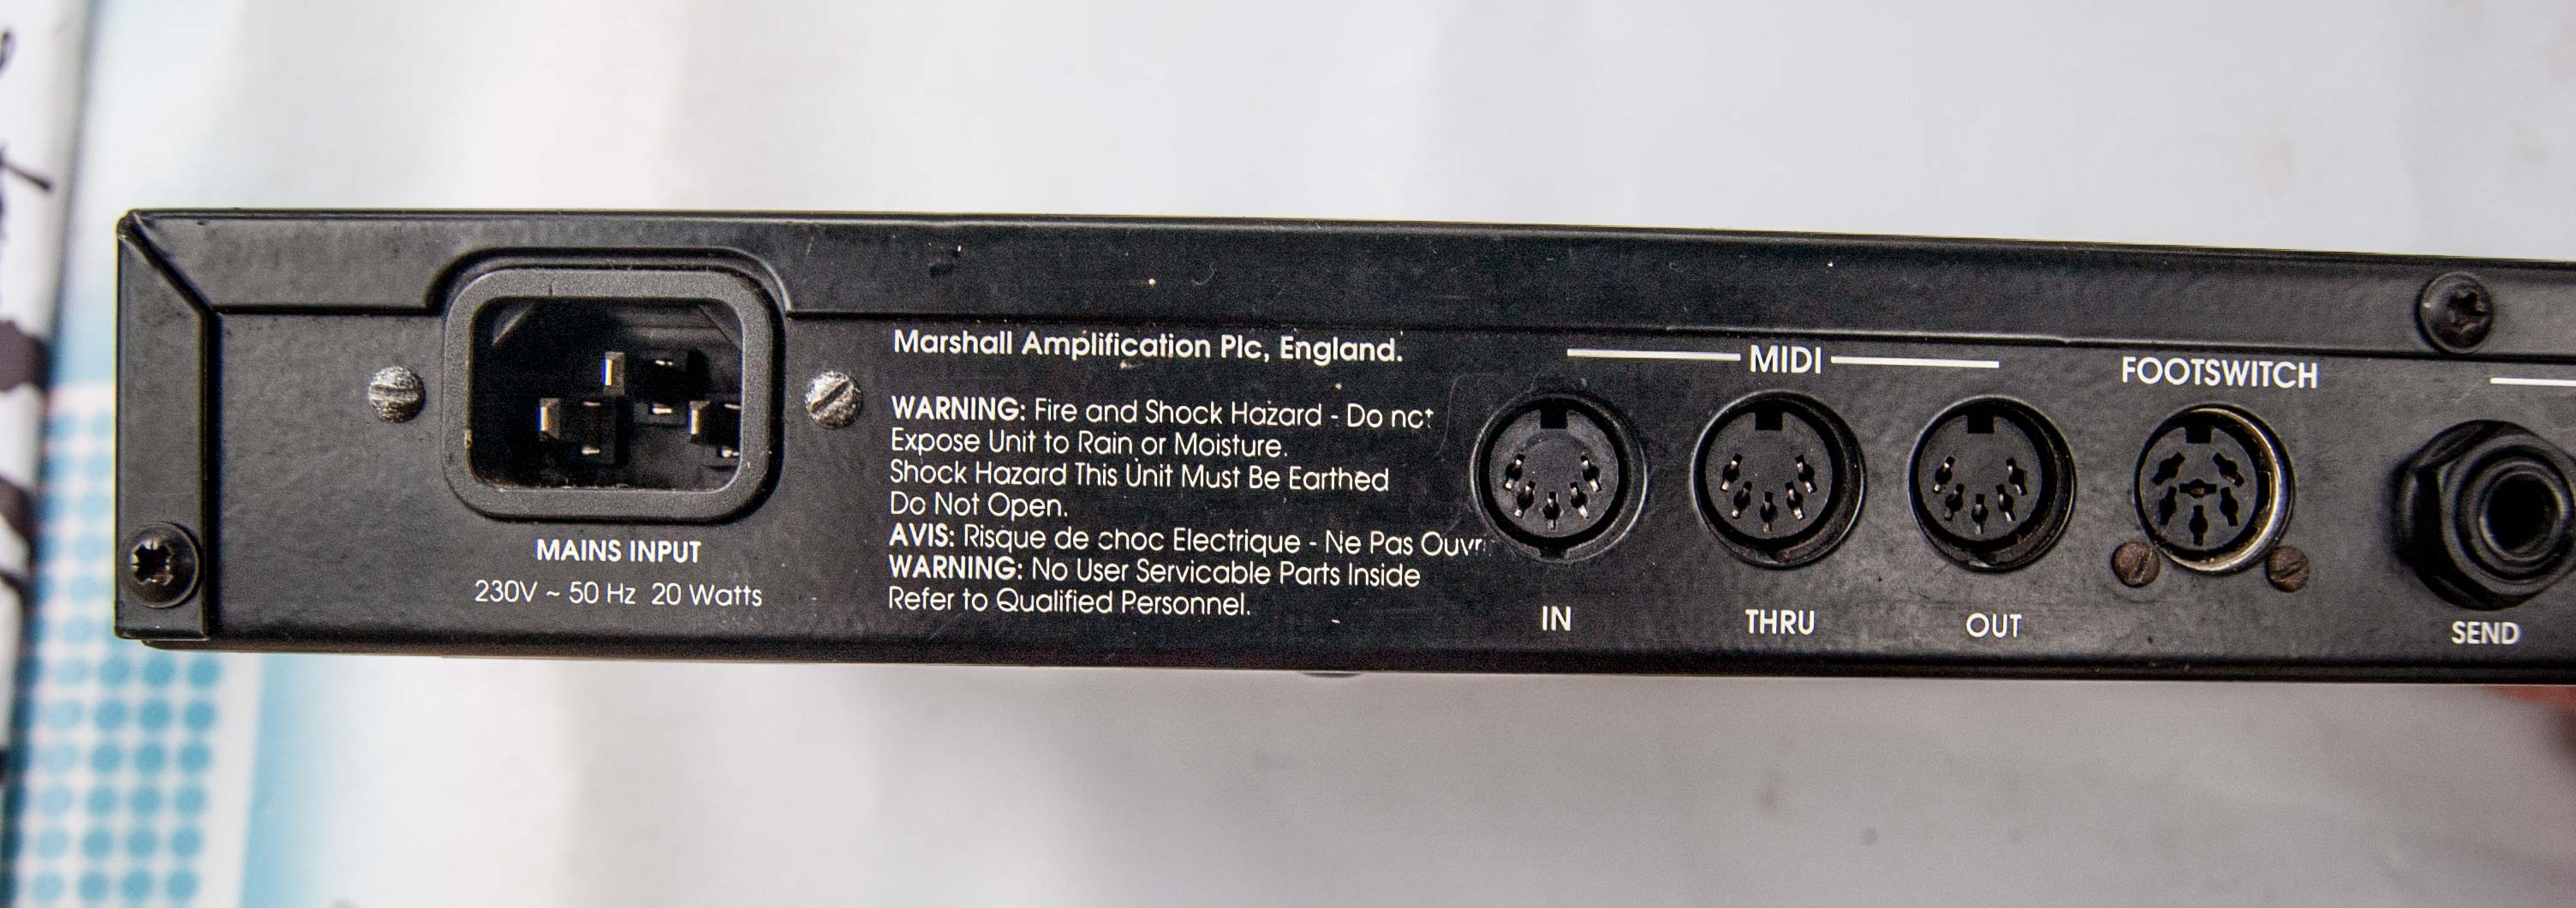 Marshall Amplification Plc, England.
WARNING: Fire and Shock Hazard - Do not
Expose Unit to Rain or Moisture.
Shock Hazard This Unit Must Be Earthed
Do Not Open.
AVIS: Risque de choc Electrique - Ne Pas Ouvri
WARNING: No User Servicable Parts Inside
Refer to Qualified Personnel.
MAINS INPUT
230V ~ 50 Hz 20 Watts
MIDI
IN THRU OUT
FOOTSWITCH
SEND